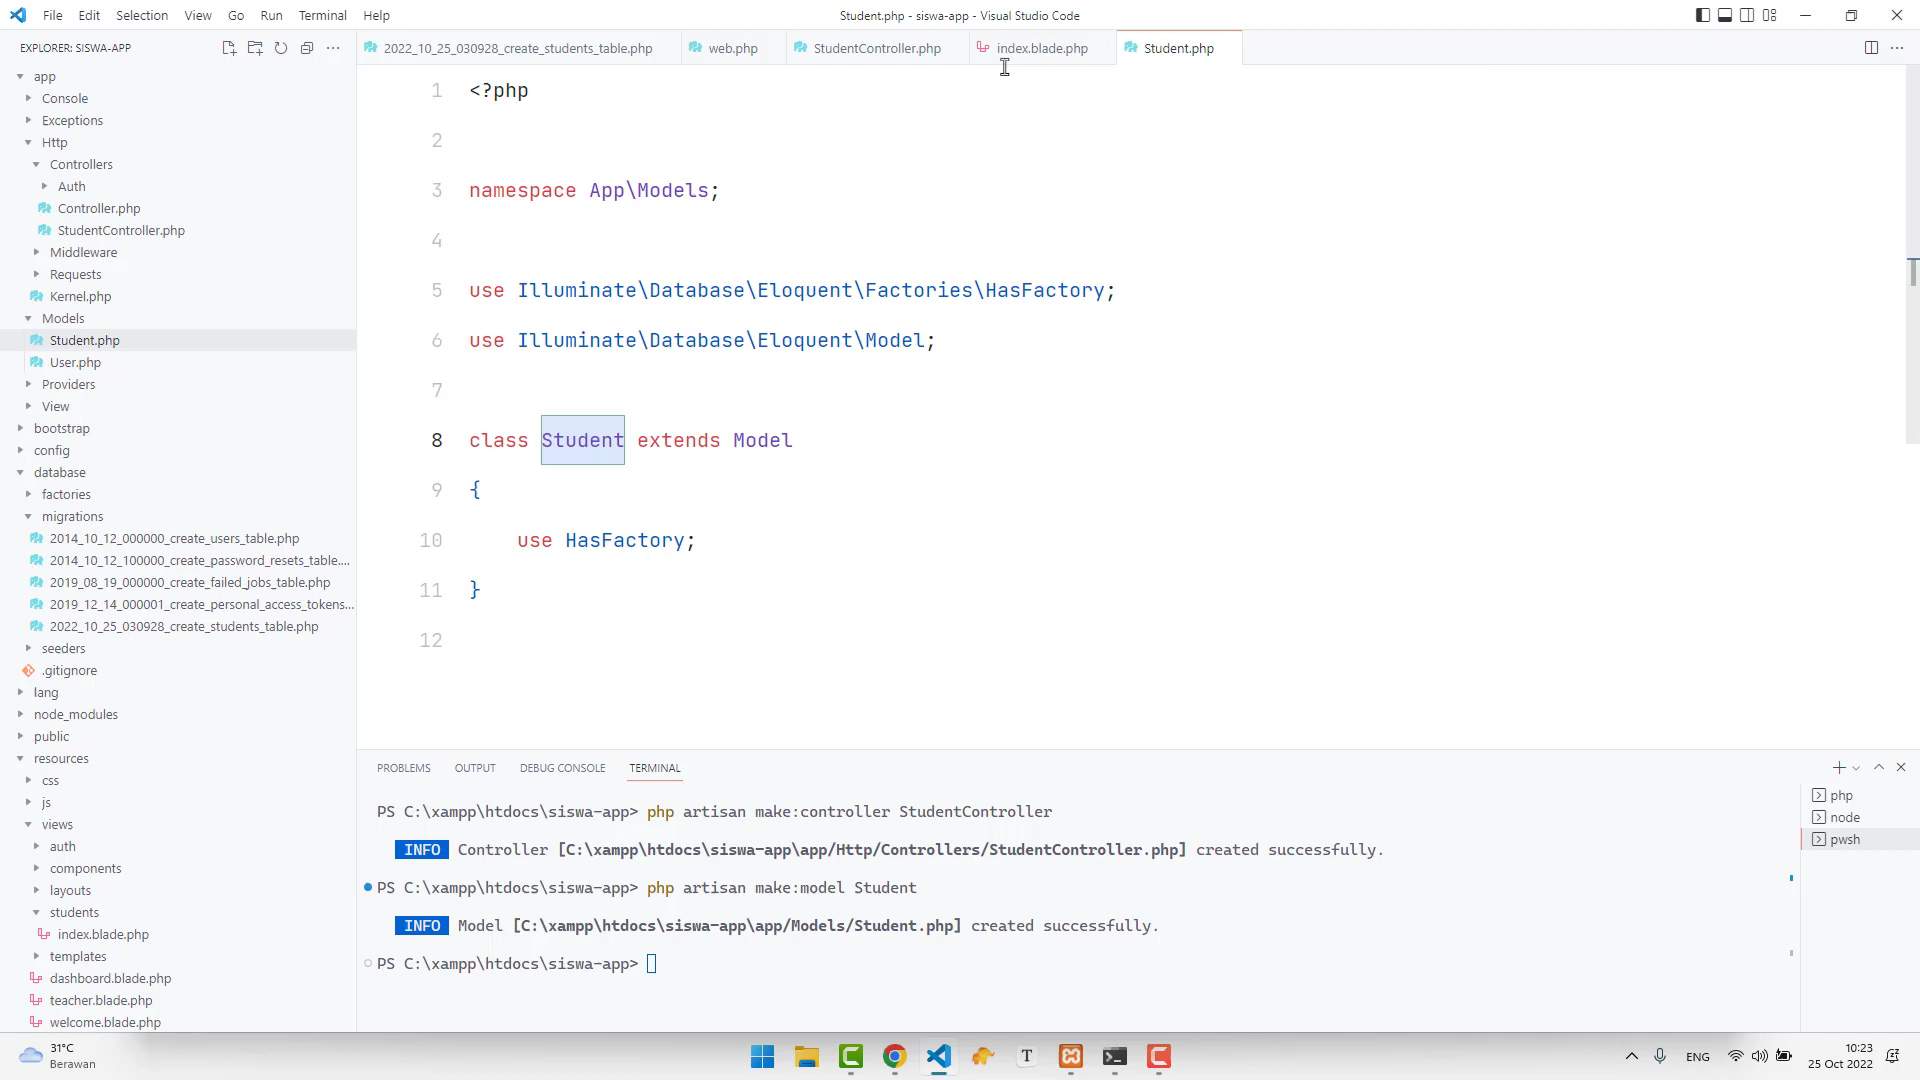 File Edit Selection View Go Run Terminal Help
Student.php - siswa-app - Visual Studio Code
EXPLORER: SISWA-APP
app
Console
Exceptions
Http
Controllers
Auth
Controller.php
StudentController.php
Middleware
Requests
Kernel.php
Models
Student.php
User.php
Providers
View
bootstrap
config
database
factories
migrations
2014_10_12_000000_create_users_table.php
2014_10_12_100000_create_password_resets_table....
2019_08_19_000000_create_failed_jobs_table.php
2019_12_14_000001_create_personal_access_tokens...
2022_10_25_030928_create_students_table.php
seeders
.gitignore
lang
node_modules
public
resources
css
js
views
auth
components
layouts
students
index.blade.php
templates
dashboard.blade.php
teacher.blade.php
welcome.blade.php
2022_10_25_030928_create_students_table.php web.php StudentController.php index.blade.php Student.php
1 <?php
2
3 namespace App\Models;
4
5 use Illuminate\Database\Eloquent\Factories\HasFactory;
6 use Illuminate\Database\Eloquent\Model;
7
8 class Student extends Model
9 {
10 use HasFactory;
11 }
12
PROBLEMS OUTPUT DEBUG CONSOLE TERMINAL
PS C:\xampp\htdocs\siswa-app> php artisan make:controller StudentController
INFO Controller [C:\xampp\htdocs\siswa-app\app/Http/Controllers/StudentController.php] created successfully.
PS C:\xampp\htdocs\siswa-app> php artisan make:model Student
INFO Model [C:\xampp\htdocs\siswa-app\app/Models/Student.php] created successfully.
PS C:\xampp\htdocs\siswa-app>
php
node
pwsh
31°C
Berawan
T
ENG
10:23
25 Oct 2022